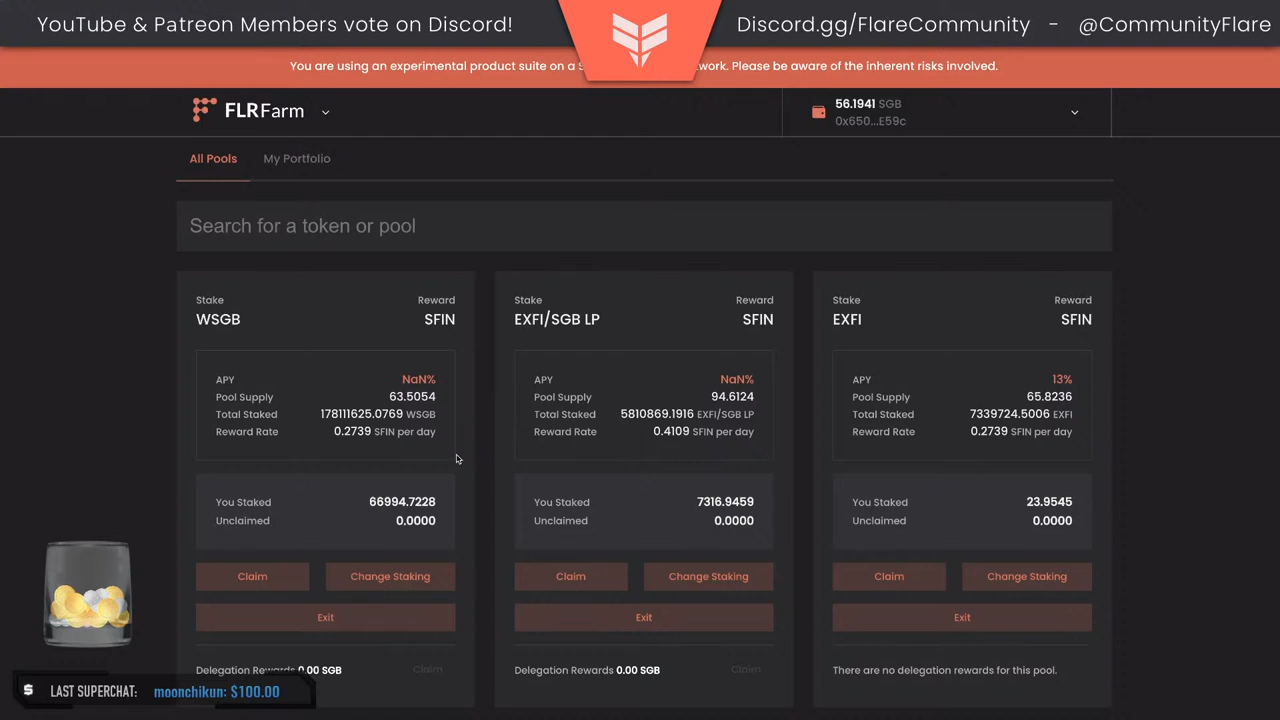 YouTube & Patreon Members vote on Discord!
Discord.gg/FlareCommunity - @CommunityFlare
You are using an experimental product suite on a S
work. Please be aware of the inherent risks involved.
FLRFarm
56.1941 SGB
0x650...E59c
All Pools My Portfolio
Search for a token or pool
Stake Reward
WSGB SFIN
APY NaN%
Pool Supply 63.5054
Total Staked 178111625.0769 WSGB
Reward Rate 0.2739 SFIN per day
You Staked 66994.7228
Unclaimed 0.0000
Claim Change Staking
Exit
Delegation Rewards 0.00 SGB Claim
Stake Reward
EXFI/SGB LP SFIN
APY NaN%
Pool Supply 94.6124
Total Staked 5810869.1916 EXFI/SGB LP
Reward Rate 0.4109 SFIN per day
You Staked 7316.9459
Unclaimed 0.0000
Claim Change Staking
Exit
Delegation Rewards 0.00 SGB Claim
Stake Reward
EXFI SFIN
APY 13%
Pool Supply 65.8236
Total Staked 7339724.5006 EXFI
Reward Rate 0.2739 SFIN per day
You Staked 23.9545
Unclaimed 0.0000
Claim Change Staking
Exit
There are no delegation rewards for this pool.
S LAST SUPERCHAT: moonchikun: $100.00